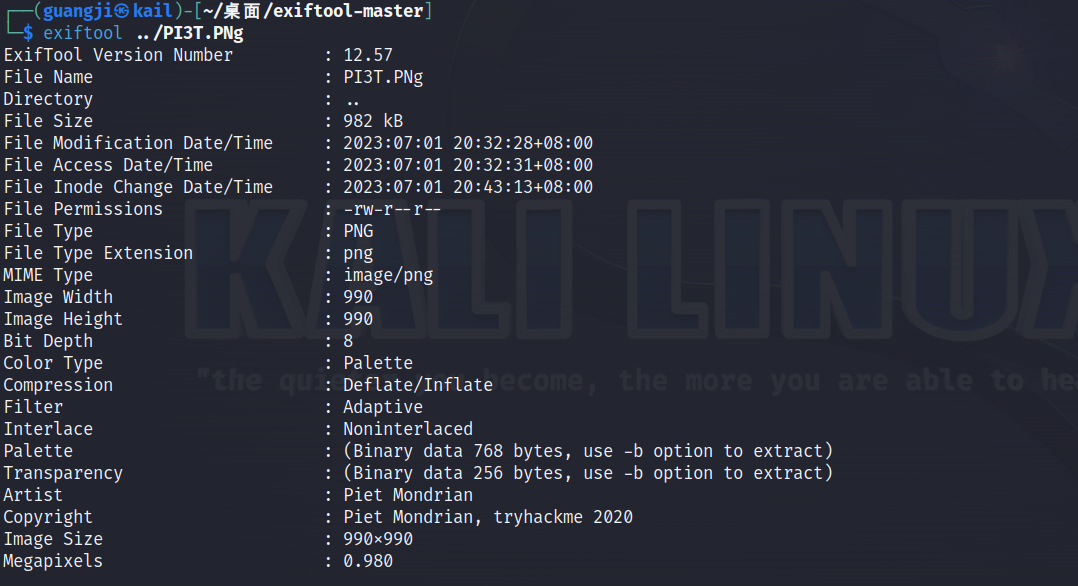 ┌──(guangji㉿kail)-[~/桌面/exiftool-master]
└─$ exiftool ../PI3T.PNg
ExifTool Version Number : 12.57
File Name : PI3T.PNg
Directory : ..
File Size : 982 kB
File Modification Date/Time : 2023:07:01 20:32:28+08:00
File Access Date/Time : 2023:07:01 20:32:31+08:00
File Inode Change Date/Time : 2023:07:01 20:43:13+08:00
File Permissions : -rw-r--r--
File Type : PNG
File Type Extension : png
MIME Type : image/png
Image Width : 990
Image Height : 990
Bit Depth : 8
Color Type : Palette
Compression : Deflate/Inflate
Filter : Adaptive
Interlace : Noninterlaced
Palette : (Binary data 768 bytes, use -b option to extract)
Transparency : (Binary data 256 bytes, use -b option to extract)
Artist : Piet Mondrian
Copyright : Piet Mondrian, tryhackme 2020
Image Size : 990×990
Megapixels : 0.980
KALI LINUX
"the become, the more you are able to